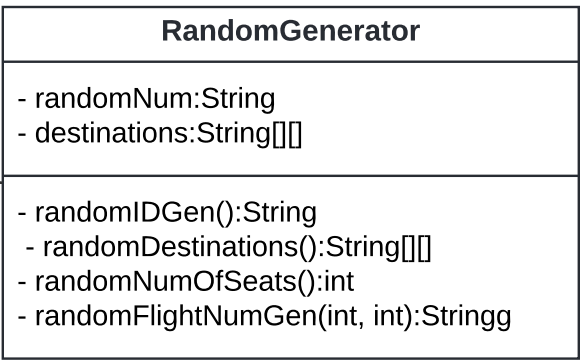 RandomGenerator
- randomNum:String
- destinations:String[][]
- randomIDGen():String
- randomDestinations():String[][]
- randomNumOfSeats():int
- randomFlightNumGen(int, int):Stringg